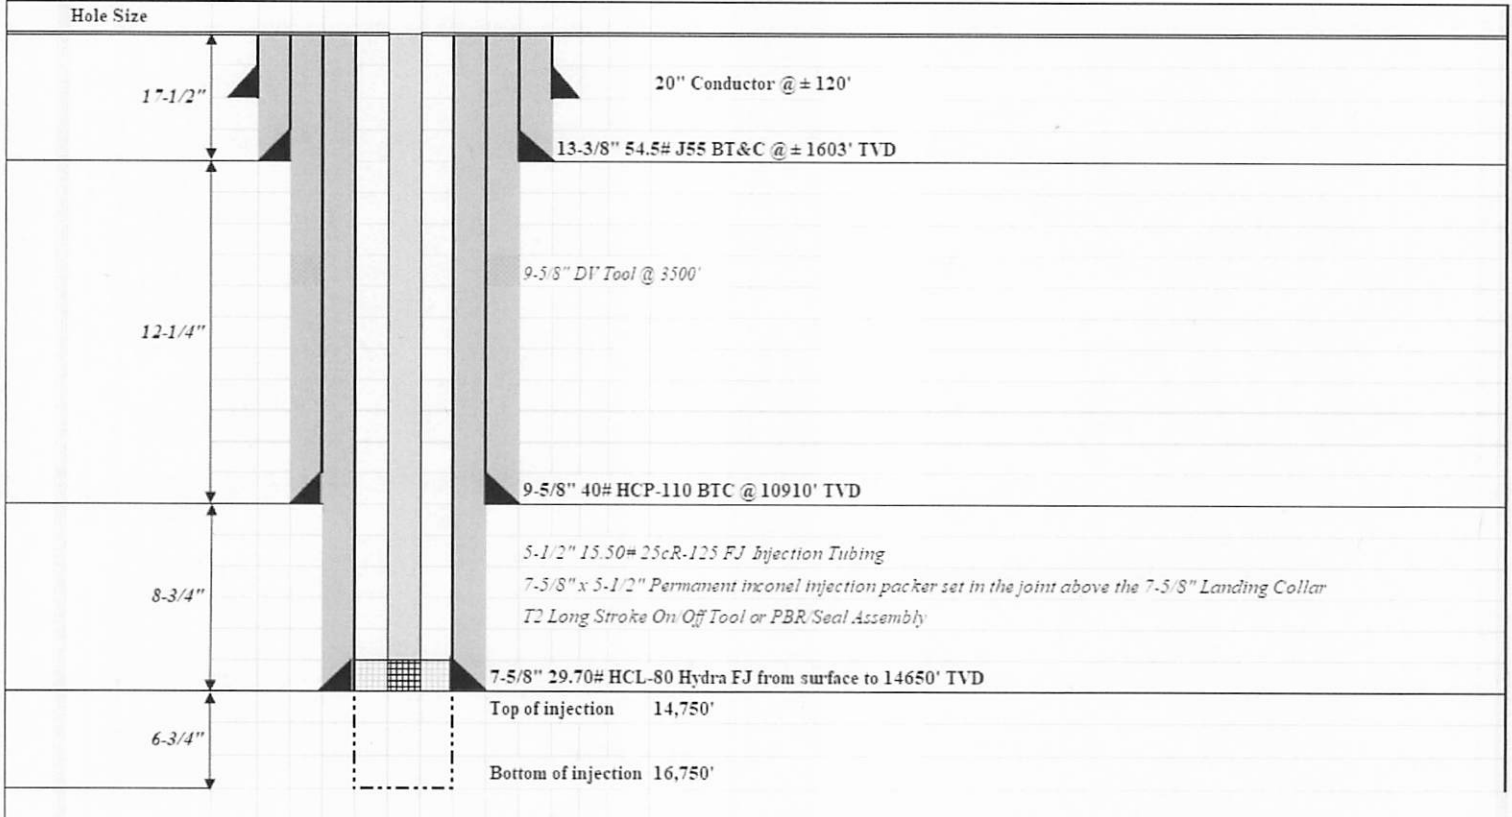 Hole Size
17-1/2"
20" Conductor @ ± 120'
13-3/8" 54.5# J55 BT&C @ ± 1603' TVD
9-5/8" DV Tool @ 3500'
12-1/4"
9-5/8" 40# HCP-110 BTC @ 10910' TVD
5-1/2" 15.50# 25cR-125 FJ Injection Tubing
7-5/8" x 5-1/2" Permanent inconel injection packer set in the joint above the 7-5/8" Landing Collar
8-3/4"
T2 Long Stroke On/Off Tool or PBR/Seal Assembly
7-5/8" 29.70# HCL-80 Hydra FJ from surface to 14650' TVD
Top of injection 14,750'
6-3/4"
Bottom of injection 16,750'